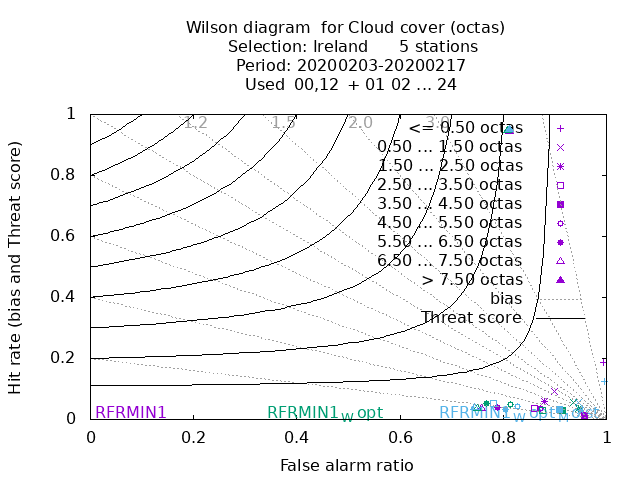 Wilson diagram  for Cloud cover (octas)
Selection: Ireland      5 stations
Period: 20200203-20200217
Used  00,12  + 01 02 ... 24
Hit rate (bias and Threat score)
1
0.8
0.6
0.4
0.2
0
1.2
1.5
2.0
3.0
<= 0.50 octas
0.50 ... 1.50 octas
1.50 ... 2.50 octas
2.50 ... 3.50 octas
3.50 ... 4.50 octas
4.50 ... 5.50 octas
5.50 ... 6.50 octas
6.50 ... 7.50 octas
> 7.50 octas
bias
Threat score
RFRMIN1
RFRMIN1w opt
RFRMIN1w opt
0
0.2
0.4
0.6
0.8
1
False alarm ratio